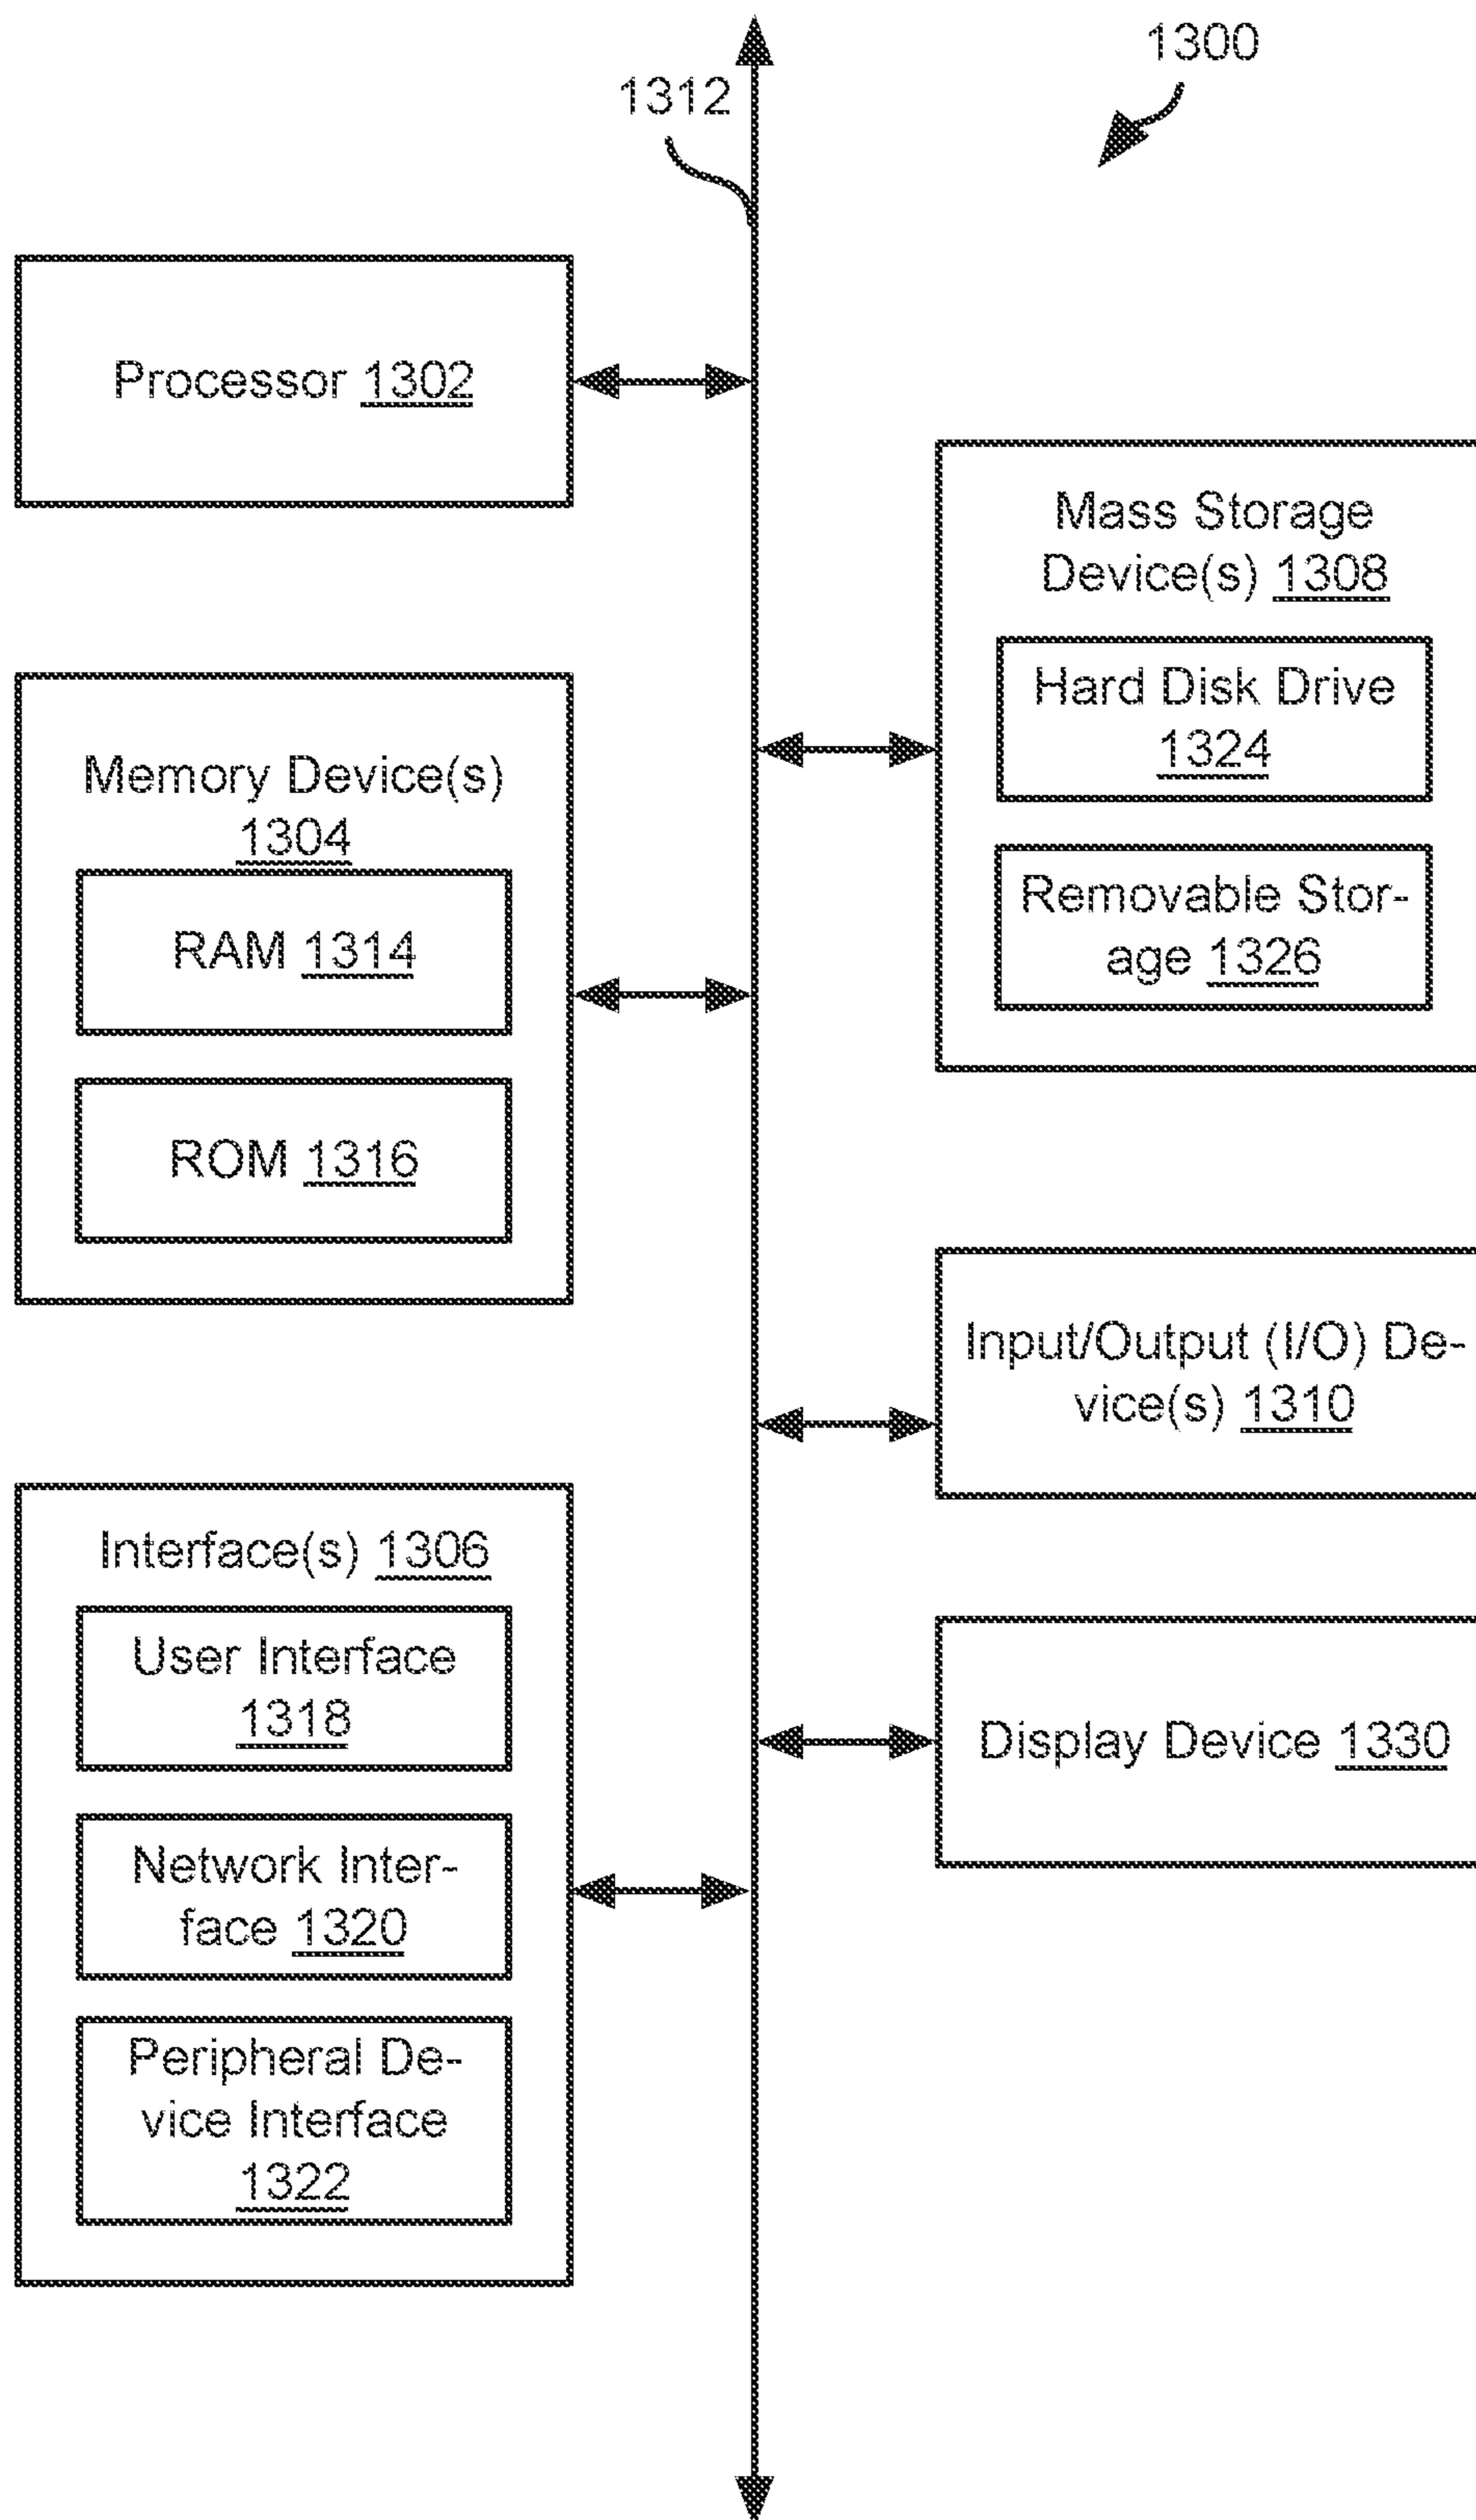 1300
1312
Processor 1302
Mass Storage
Device(s) 1308
Hard Disk Drive
1324
Removable Stor-
age 1326
Memory Device(s)
1304
RAM 1314
ROM 1316
Input/Output (I/O) De-
vice(s) 1310
Interface(s) 1306
User Interface
1318
Network Inter-
face 1320
Peripheral De-
vice Interface
1322
Display Device 1330